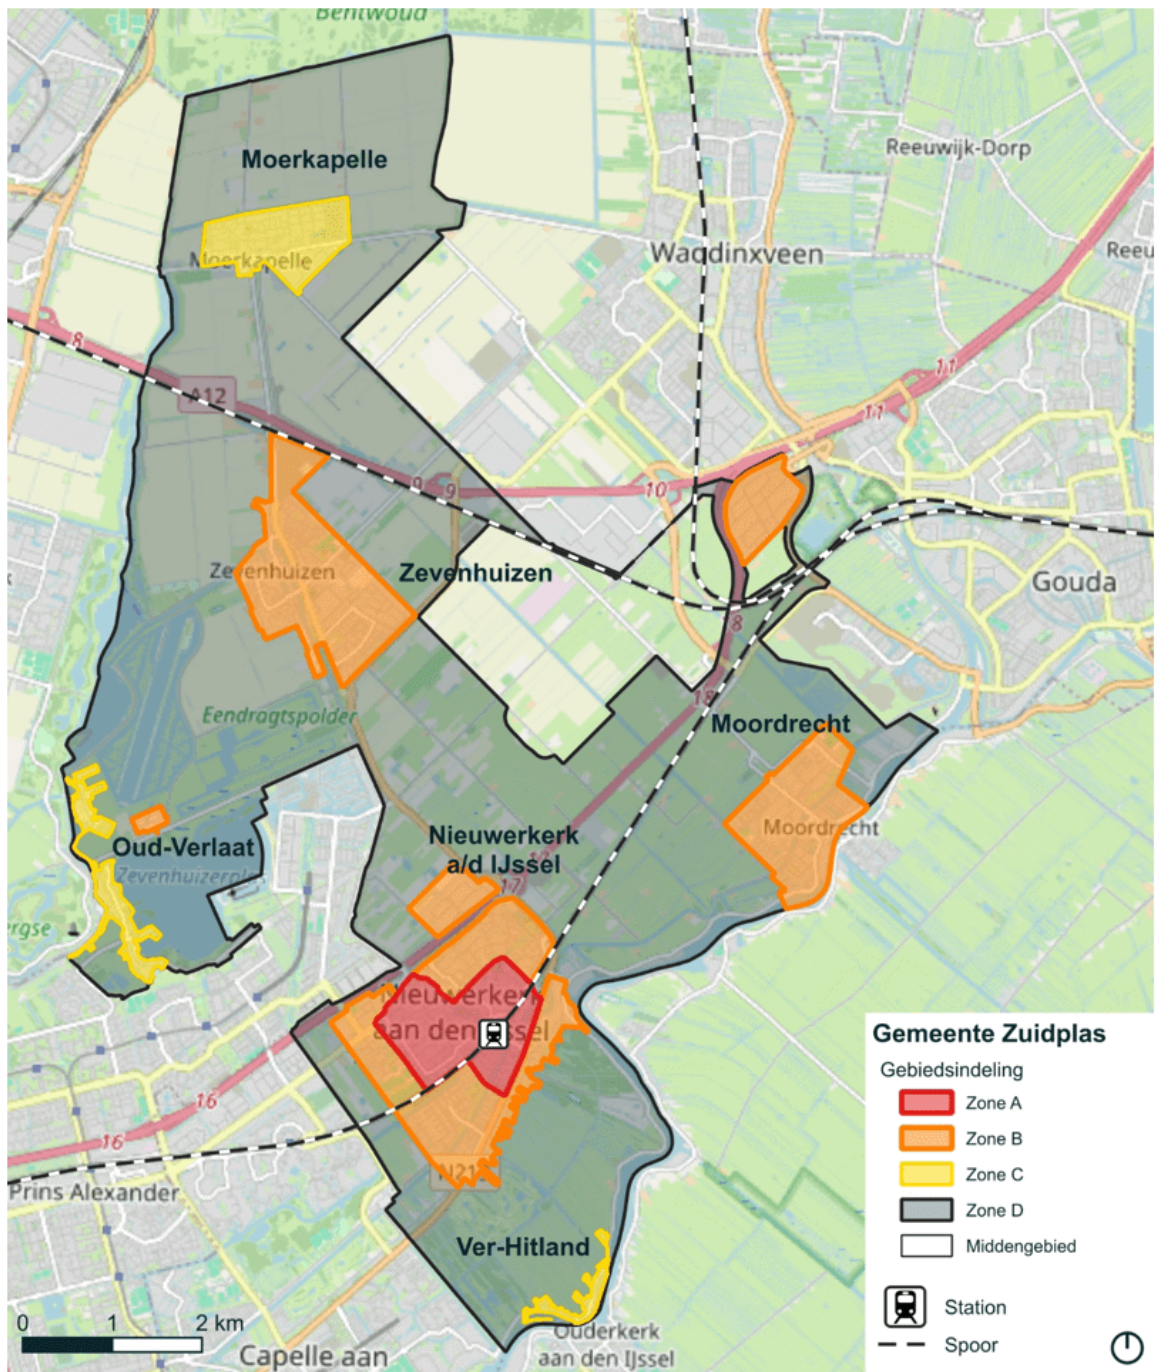 Bentwoud
Moerkapelle
Reeuwijk-Dorp
Waddinxveen
Reeu
Moerkapelle
8
A12
11
11
9
9
10
Zevenhuizen
Zevenhuizen
Gouda
8
18
Eendragtspolder
Moordrecht
Moordrecht
Nieuwerkerk
a/d IJssel
Oud-Verlaat
Zevenhuizerplas
17
ergse
Nieuwerkerk
aan den IJssel
16
16
N21
Prins Alexander
Ver-Hitland
Ouderkerk
aan den IJssel
Capelle aan
0 1 2 km
Gemeente Zuidplas
Gebiedsindeling
Zone A
Zone B
Zone C
Zone D
Middengebied
Station
Spoor